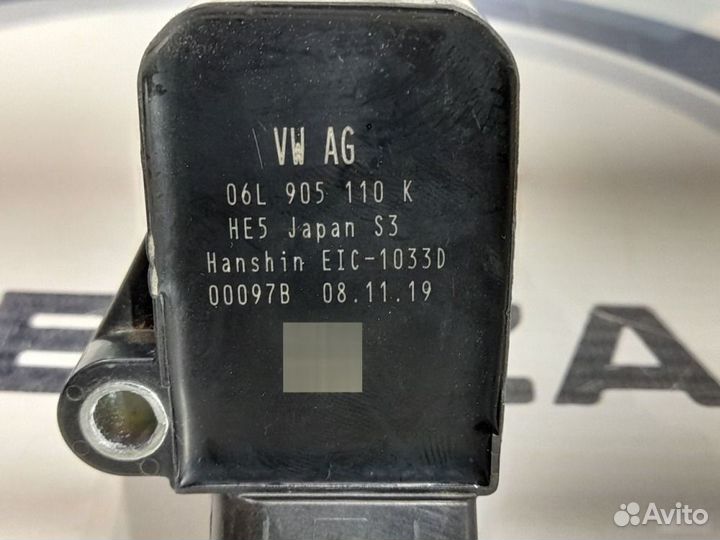 VW AG
06L 905 110 K
HE5 Japan S3
Hanshin EIC-1033D
00097B 08.11.19
Avito